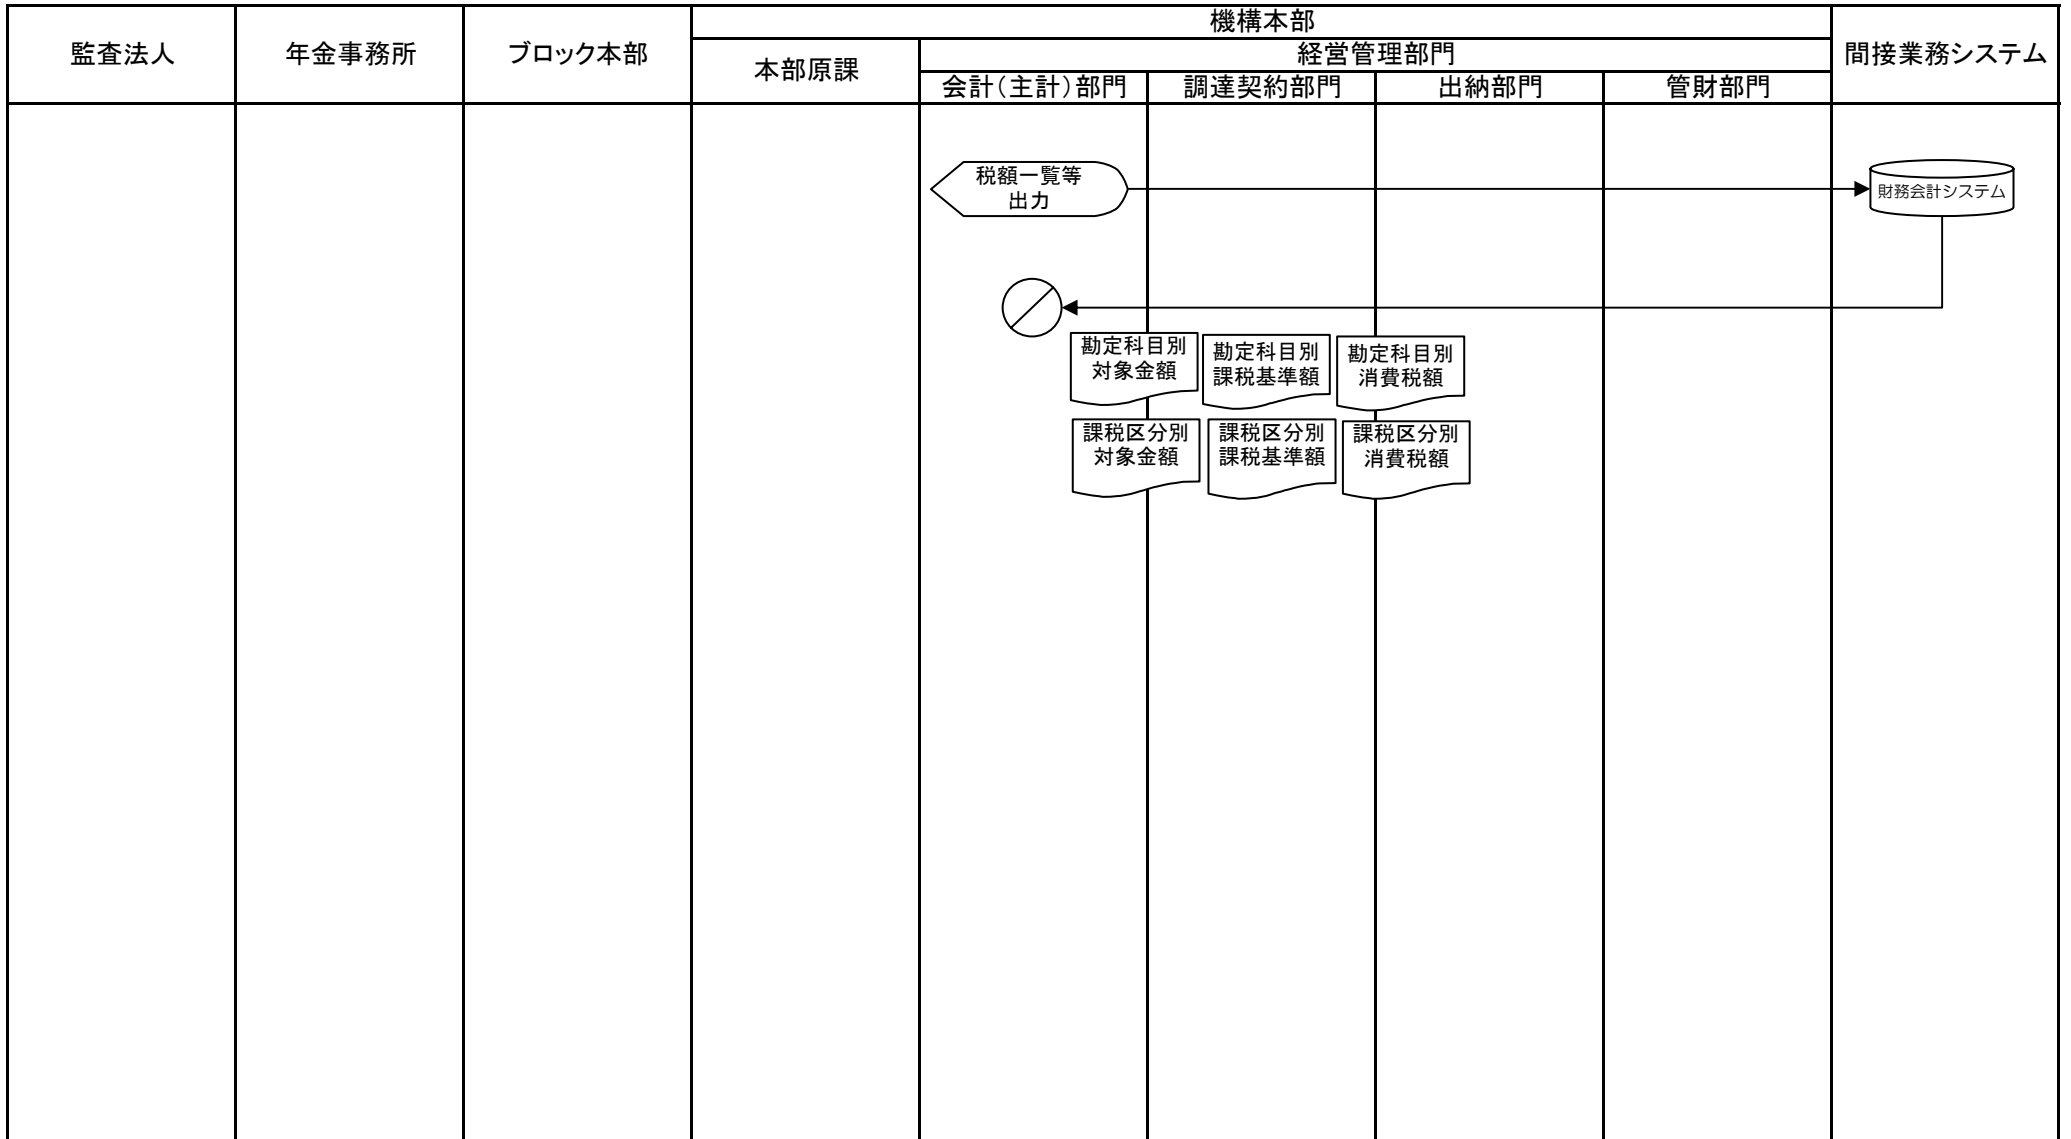 機構本部
監査法人
年金事務所
ブロック本部
本部原課
経営管理部門
間接業務システム
会計（主計）部門
調達契約部門
出納部門
管財部門
税額一覧等
出力
財務会計システム
勘定科目別
対象金額
勘定科目別
課税基準額
勘定科目別
消費税額
課税区分別
対象金額
課税区分別
課税基準額
課税区分別
消費税額